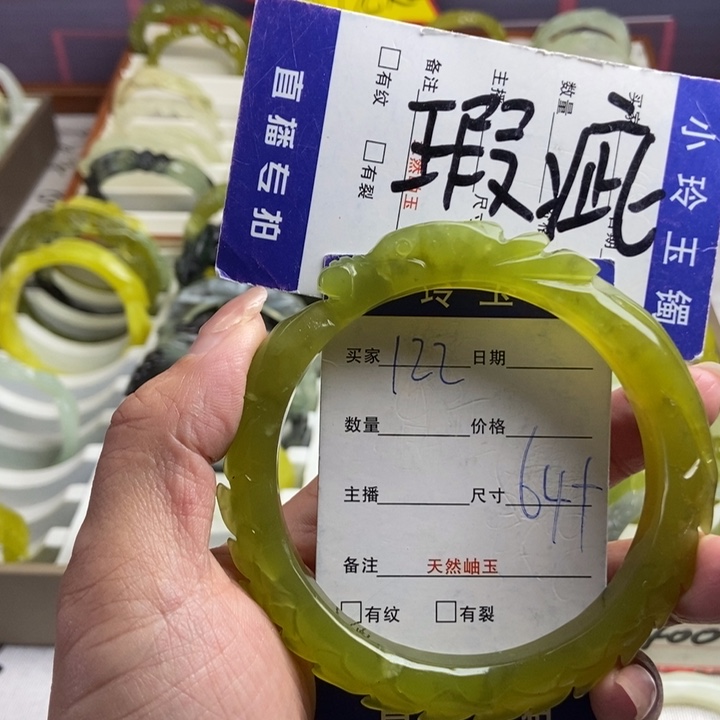 小玲玉镯
瑕疵
买家
数量
备注
□有纹
□有裂
直播专拍
玲玉
买家 122 日期
数量 价格
主播 尺寸 64+
备注 天然岫玉
□有纹 □有裂